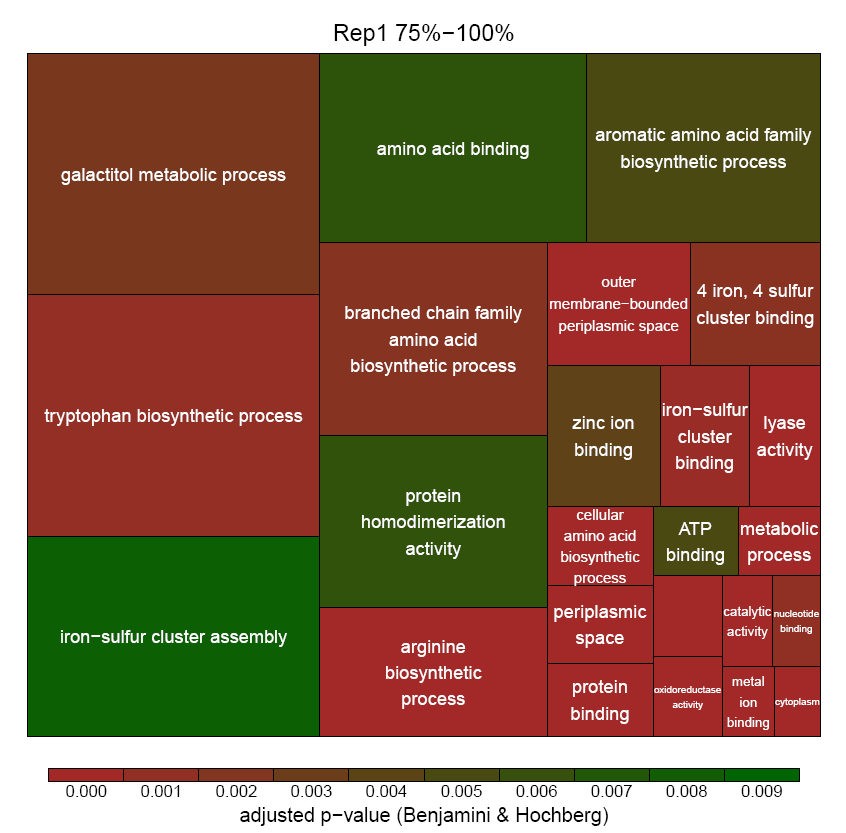 Rep1 75%−100%
galactitol metabolic process
tryptophan biosynthetic process
iron−sulfur cluster assembly
amino acid binding
aromatic amino acid family
biosynthetic process
branched chain family
amino acid
biosynthetic process
protein
homodimerization
activity
arginine
biosynthetic
process
outer
membrane−bounded
periplasmic space
4 iron, 4 sulfur
cluster binding
zinc ion
binding
iron−sulfur
cluster
binding
lyase
activity
cellular
amino acid
biosynthetic
process
ATP
binding
metabolic
process
periplasmic
space
protein
binding
catalytic
activity
nucleotide
binding
oxidoreductase
activity
metal
ion
binding
cytoplasm
0.000 0.001 0.002 0.003 0.004 0.005 0.006 0.007 0.008 0.009
adjusted p−value (Benjamini & Hochberg)